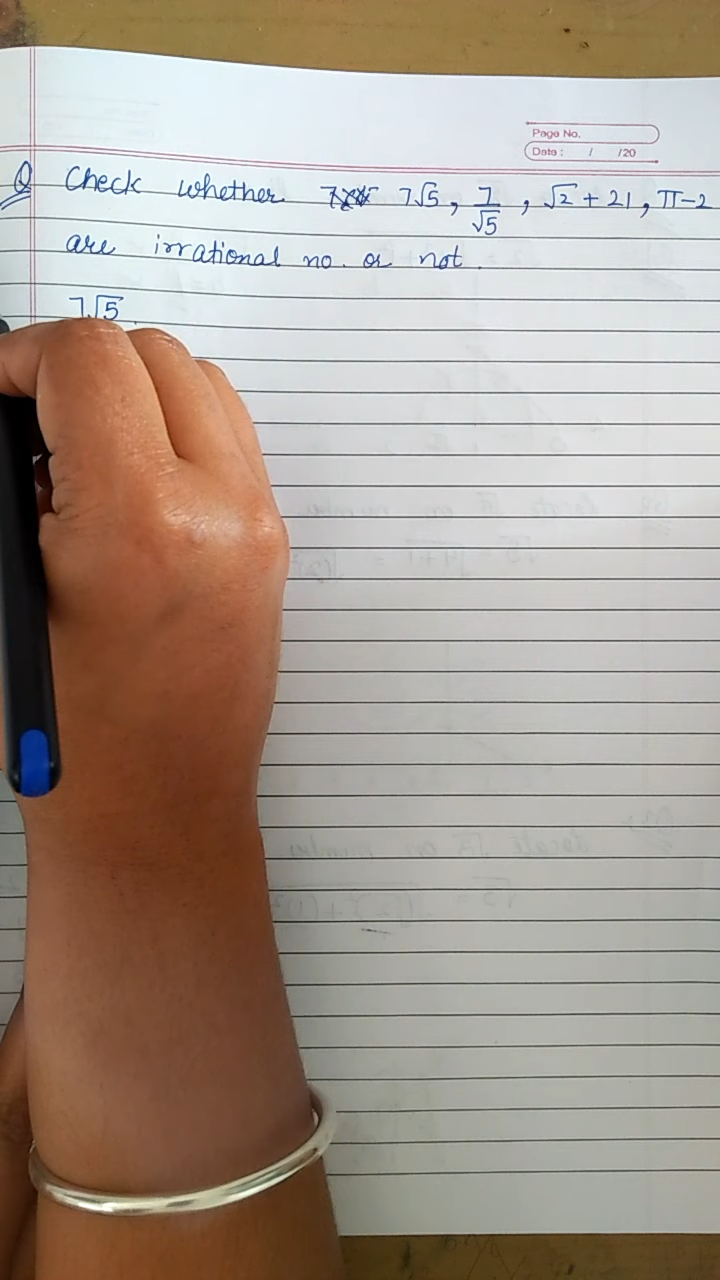 Page No.
Date: / /20
Q Check whether 7√5, 7/√5, √2 + 21, π-2
are irrational no. or not.
7√5